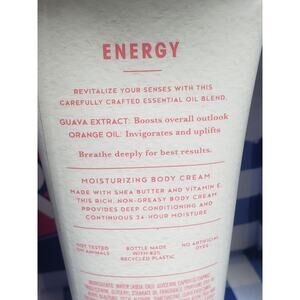 ENERGY
REVITALIZE YOUR SENSES WITH THIS
CAREFULLY CRAFTED ESSENTIAL OIL BLEND.
GUAVA EXTRACT: Boosts overall outlook
ORANGE OIL: Invigorates and uplifts
Breathe deeply for best results.
MOISTURIZING BODY CREAM
MADE WITH SHEA BUTTER AND VITAMIN E,
THIS RICH, NON-GREASY BODY CREAM
PROVIDES DEEP CONDITIONING AND
CONTINUOUS 24 HOUR MOISTURE
NOT TESTED
ON ANIMALS
BOTTLE MADE
WITH 52%
RECYCLED PLASTIC
NO ARTIFICIAL
DYES